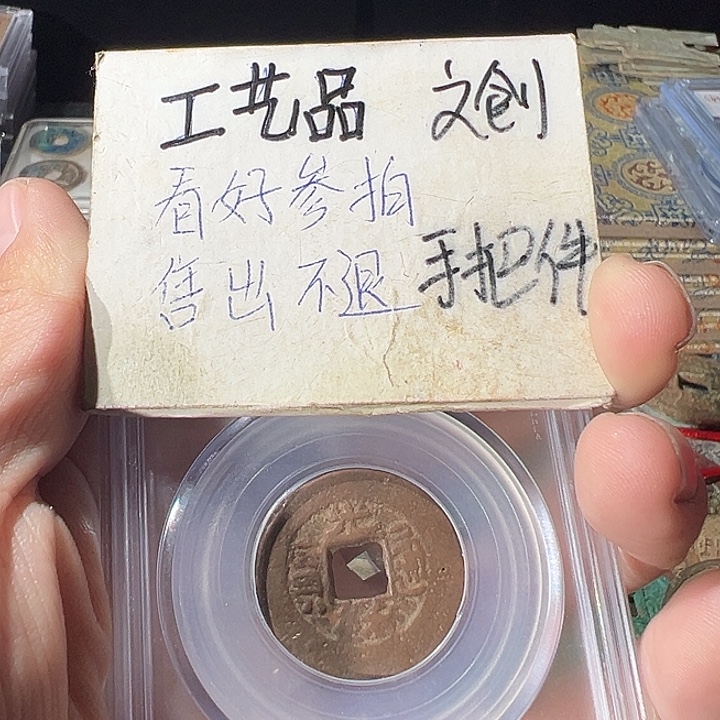 工艺品 文创
看好参拍
售出不退 手把件